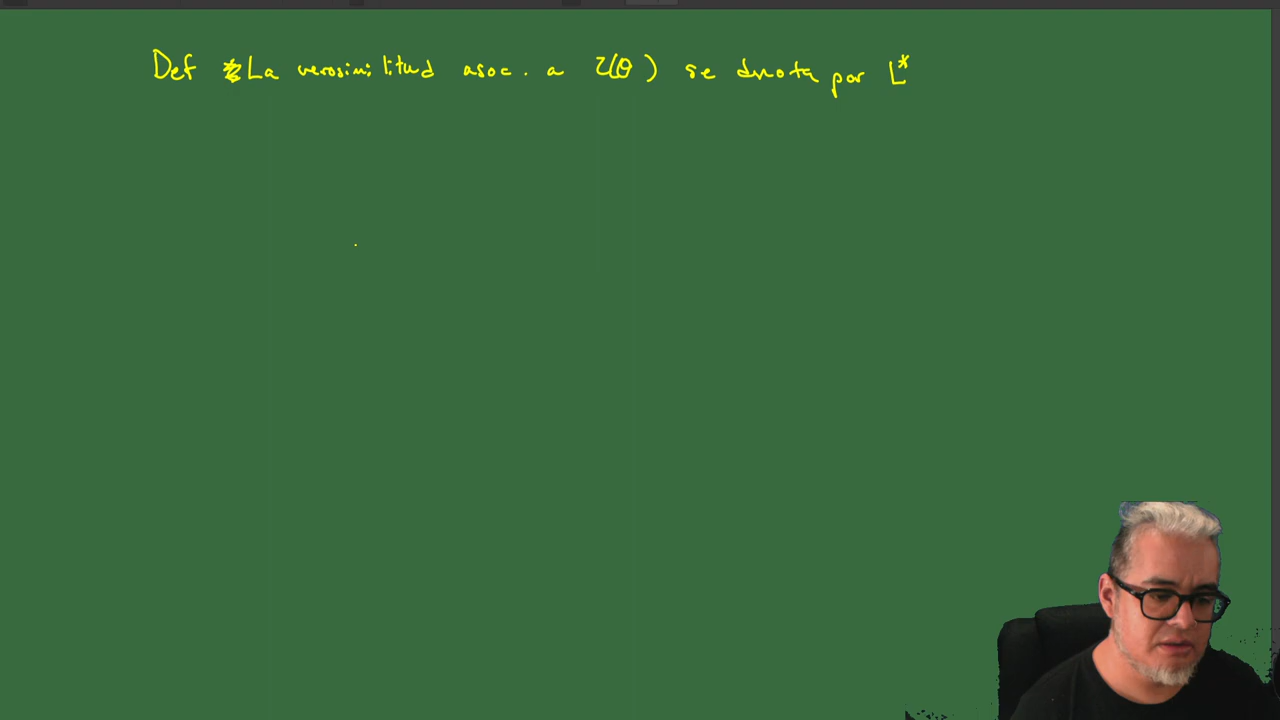 Def La verosimilitud asoc. a τ(θ) se denota por L*